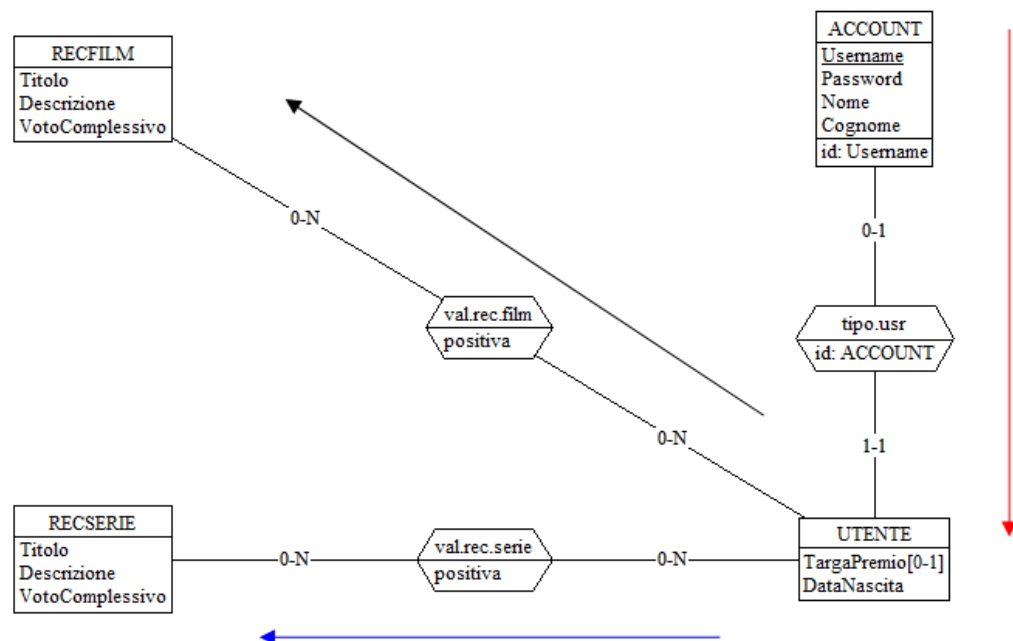 ACCOUNT
Username
Password
Nome
Cognome
id: Username
RECFILM
Titolo
Descrizione
VotoComplessivo
0-N
0-1
val.rec.film
positiva
tipo.usr
id: ACCOUNT
0-N
1-1
RECSERIE
Titolo
Descrizione
VotoComplessivo
0-N
val.rec.serie
positiva
0-N
UTENTE
TargaPremio[0-1]
DataNascita